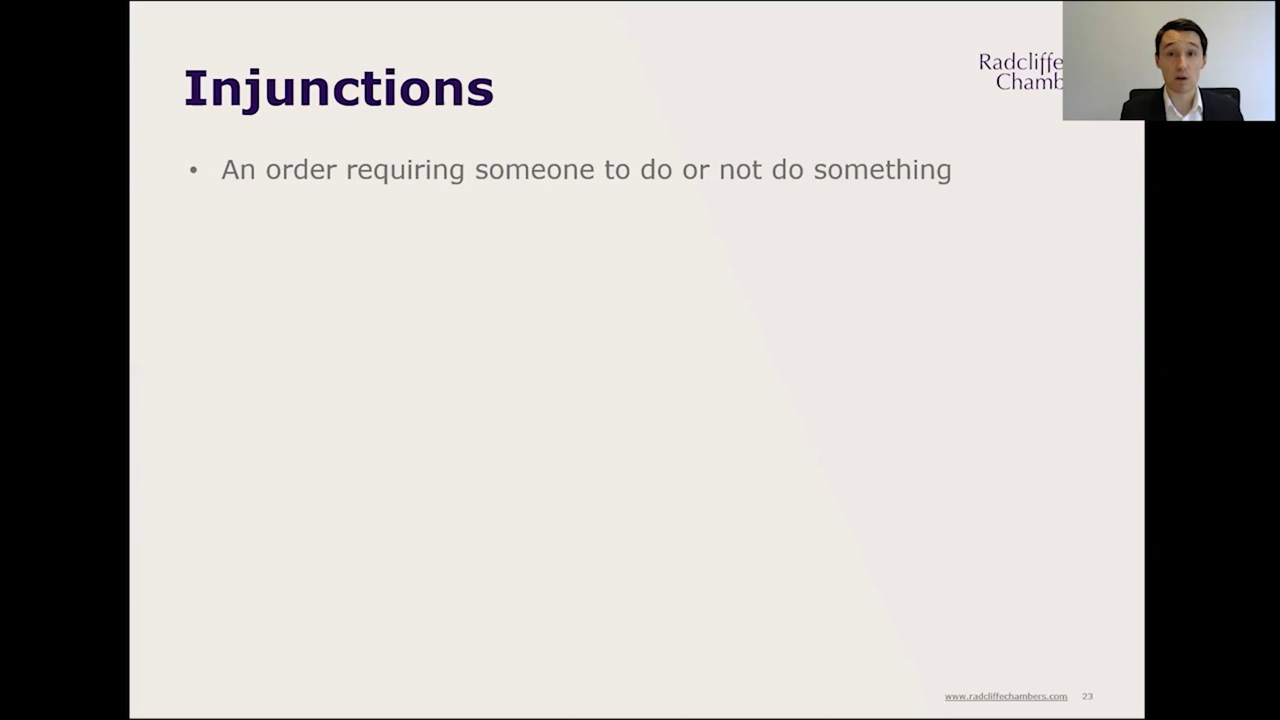 Injunctions
Radcliffe
Chamb
• An order requiring someone to do or not do something
www.radcliffechambers.com 23